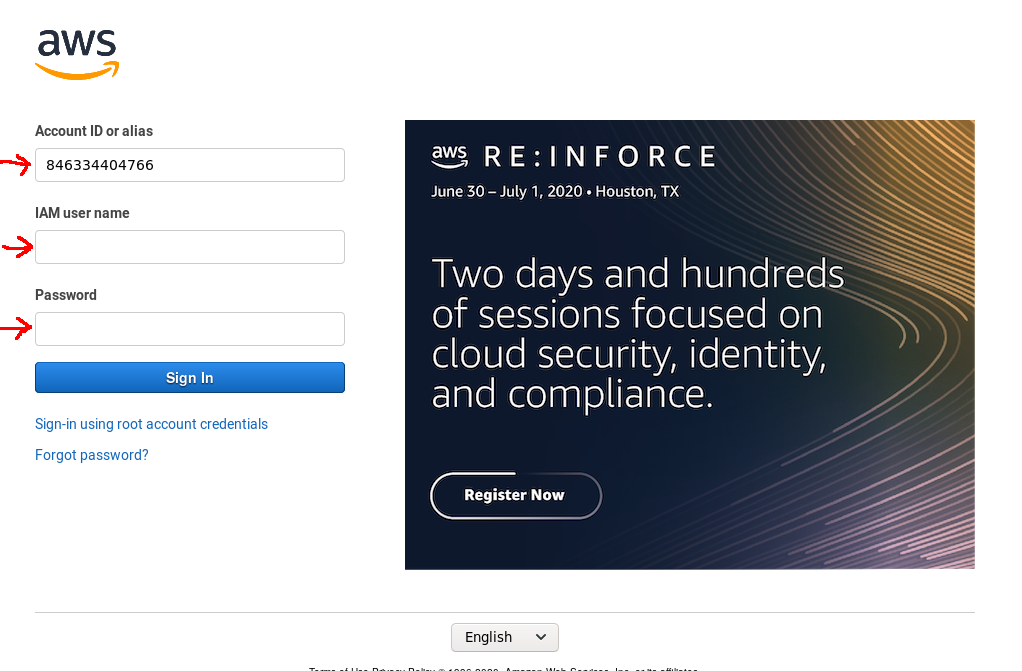 aws
Account ID or alias
846334404766
IAM user name
Password
Sign In
Sign-in using root account credentials
Forgot password?
aws RE:INFORCE
June 30 – July 1, 2020 • Houston, TX
Two days and hundreds
of sessions focused on
cloud security, identity,
and compliance.
Register Now
English